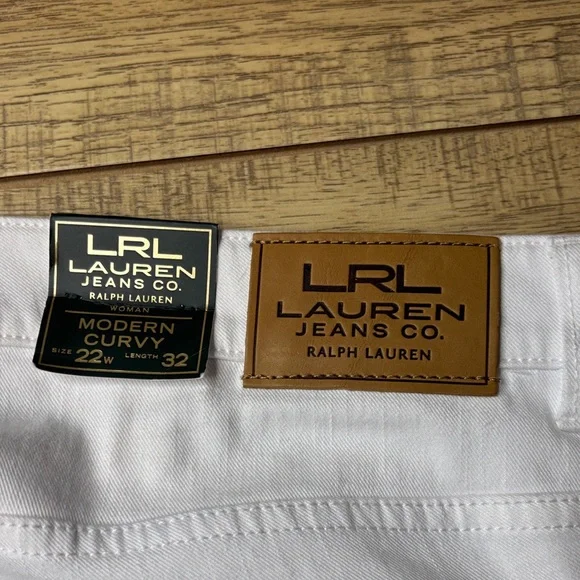 LRL
LAUREN
JEANS CO.
RALPH LAUREN
WOMAN
MODERN
CURVY
SIZE 22W LENGTH 32
LRL
LAUREN
JEANS CO.
RALPH LAUREN